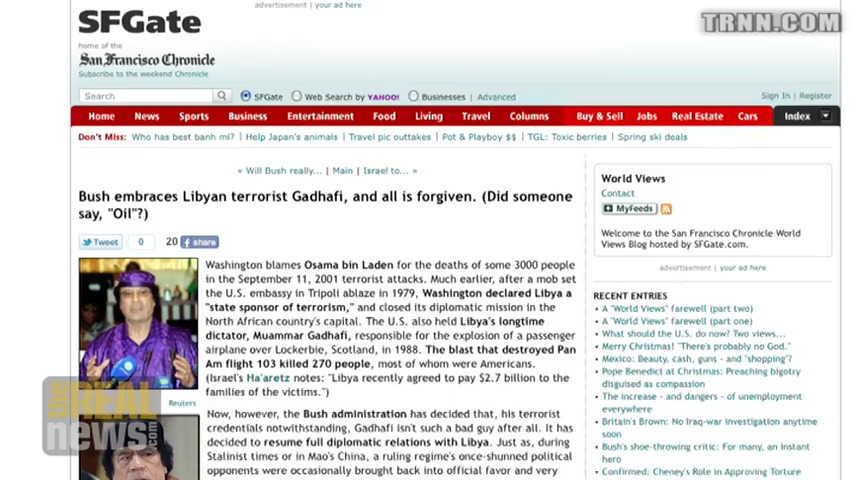 advertisement | your ad here
TRNN.COM
SFGate
home of the
San Francisco Chronicle
Subscribe to the weekend Chronicle
Search
SFGate Web Search by YAHOO! Businesses | Advanced
Sign In | Register
Home News Sports Business Entertainment Food Living Travel Columns Buy & Sell Jobs Real Estate Cars Index
Don't Miss: Who has best banh mi? | Help Japan's animals | Travel pic outtakes | Pot & Playboy $$ | TGL: Toxic berries | Spring ski deals
« Will Bush really... | Main | Israel to... »
Bush embraces Libyan terrorist Gadhafi, and all is forgiven. (Did someone
say, "Oil"?)
Tweet 0 20 share
Washington blames Osama bin Laden for the deaths of some 3000 people
in the September 11, 2001 terrorist attacks. Much earlier, after a mob set
the U.S. embassy in Tripoli ablaze in 1979, Washington declared Libya a
"state sponsor of terrorism," and closed its diplomatic mission in the
North African country's capital. The U.S. also held Libya's longtime
dictator, Muammar Gadhafi, responsible for the explosion of a passenger
airplane over Lockerbie, Scotland, in 1988. The blast that destroyed Pan
Am flight 103 killed 270 people, most of whom were Americans.
(Israel's Ha'aretz notes: "Libya recently agreed to pay $2.7 billion to the
families of the victims.")
Reuters
Now, however, the Bush administration has decided that, his terrorist
credentials notwithstanding, Gadhafi isn't such a bad guy after all. It has
decided to resume full diplomatic relations with Libya. Just as, during
Stalinist times or in Mao's China, a ruling regime's once-shunned political
opponents were occasionally brought back into official favor and very
World Views
Contact
MyFeeds
Welcome to the San Francisco Chronicle World
Views Blog hosted by SFGate.com.
advertisement | your ad here
RECENT ENTRIES
• A "World Views" farewell (part two)
• A "World Views" farewell (part one)
• What should the U.S. do now? Two views...
• Merry Christmas! "There's probably no God."
• Mexico: Beauty, cash, guns - and "shopping"?
• Pope Benedict at Christmas: Preaching bigotry
disguised as compassion
• The increase - and dangers - of unemployment
everywhere
• Britain's Brown: No Iraq-war investigation anytime
soon
• Bush's shoe-throwing critic: For many, an instant
hero
• Confirmed: Cheney's Role in Approving Torture
the REAL
news.com